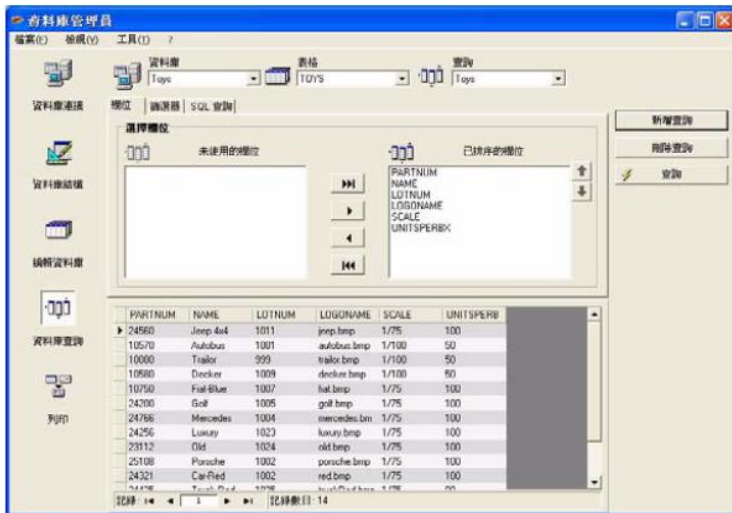 資料庫管理員
檔案(F) 檢視(V) 工具(T) ?
資料庫 表格 查詢
Toys TOYS Toys
資料庫連接
欄位 篩選器 SQL 查詢
選擇欄位
未使用的欄位 已排序的欄位
PARTNUM
NAME
LOTNUM
LOGONAME
SCALE
UNITSPERBX
新增查詢
刪除查詢
查詢
資料庫結構
編輯資料庫
資料庫查詢
列印
PARTNUM NAME LOTNUM LOGONAME SCALE UNITSPERB
24560 Jeep 4x4 1011 jeep.bmp 1/75 100
10570 Autobus 1001 autobus.bmp 1/100 50
10000 Trailor 999 trailor.bmp 1/100 50
10580 Decker 1009 decker.bmp 1/100 50
10750 Fiat-Blue 1007 fiat.bmp 1/75 100
24200 Golf 1005 golf.bmp 1/75 100
24766 Mercedes 1004 mercedes.bm 1/75 100
24256 Luxury 1023 luxury.bmp 1/75 100
23112 Old 1024 old.bmp 1/75 100
25108 Porsche 1002 porsche.bmp 1/75 100
24321 Car-Red 1002 red.bmp 1/75 100
記錄: 1 記錄數目: 14